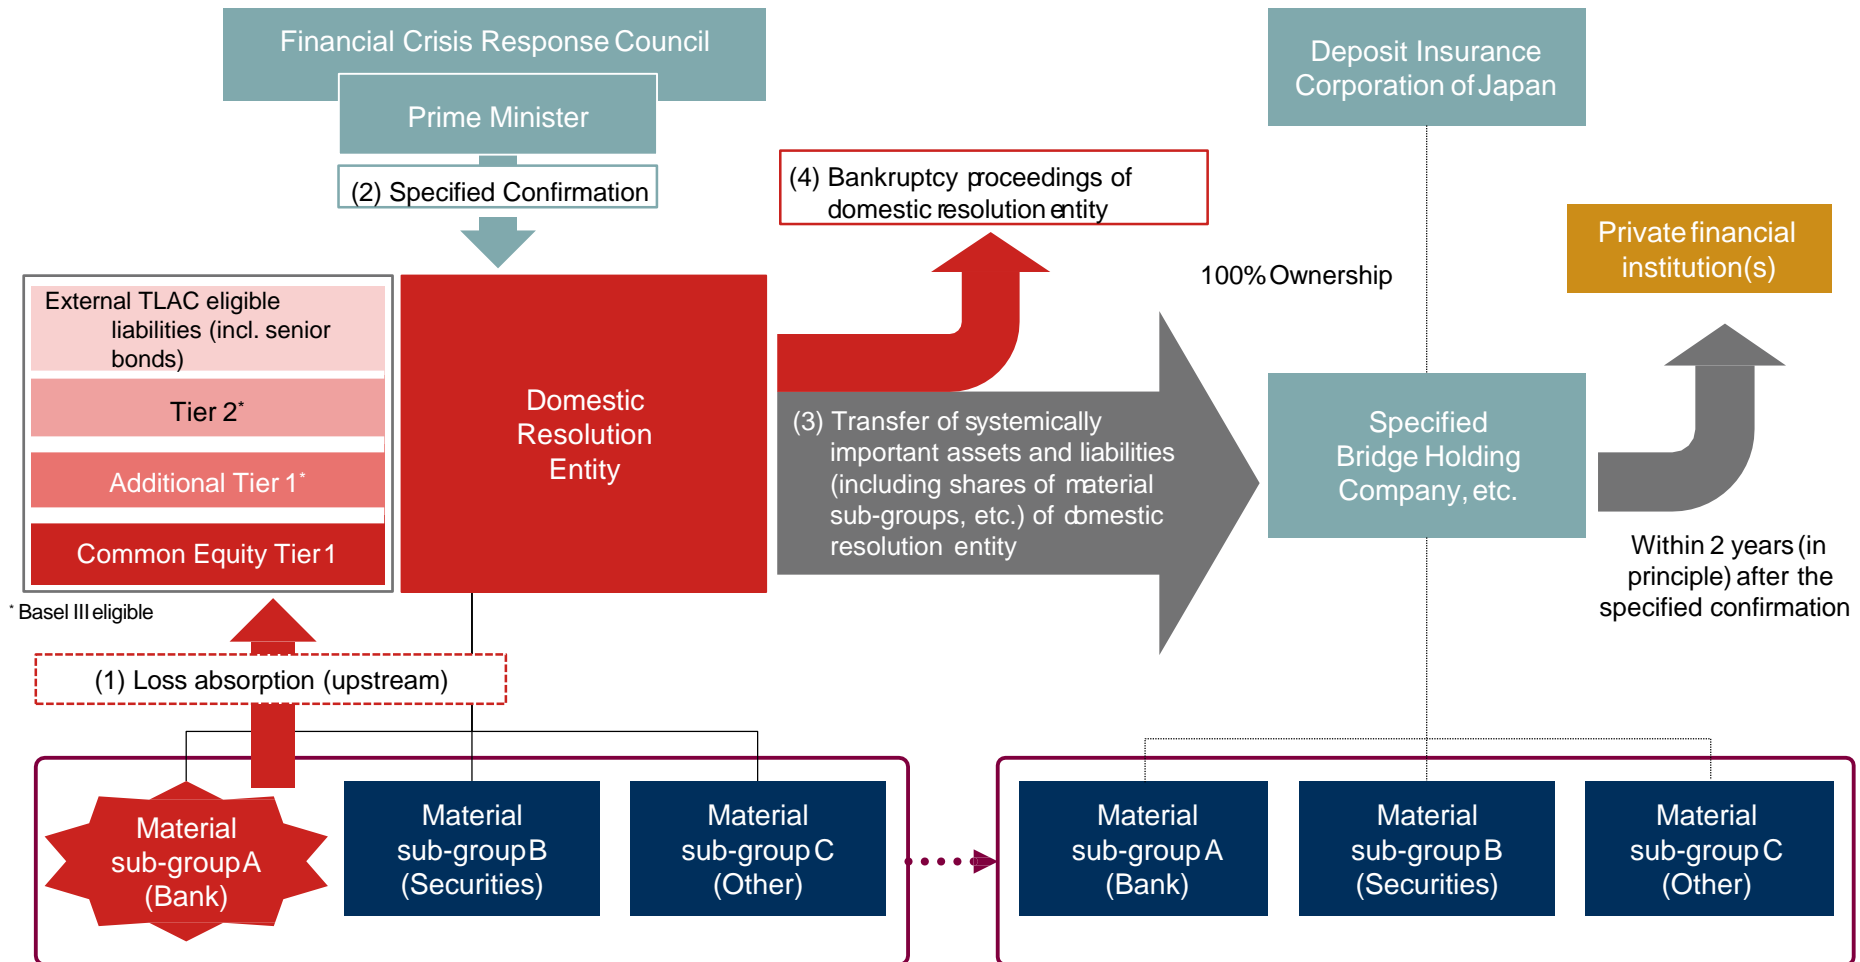 Financial Crisis Response Council
Prime Minister
(2) Specified Confirmation
Deposit Insurance
Corporation of Japan
(4) Bankruptcy proceedings of
domestic resolution entity
Private financial
institution(s)
100% Ownership
External TLAC eligible
liabilities (incl. senior
bonds)
Tier 2*
Additional Tier 1*
Common Equity Tier 1
* Basel III eligible
Domestic
Resolution
Entity
(3) Transfer of systemically
important assets and liabilities
(including shares of material
sub-groups, etc.) of domestic
resolution entity
Specified
Bridge Holding
Company, etc.
Within 2 years (in
principle) after the
specified confirmation
(1) Loss absorption (upstream)
Material
sub-group A
(Bank)
Material
sub-group B
(Securities)
Material
sub-group C
(Other)
Material
sub-group A
(Bank)
Material
sub-group B
(Securities)
Material
sub-group C
(Other)